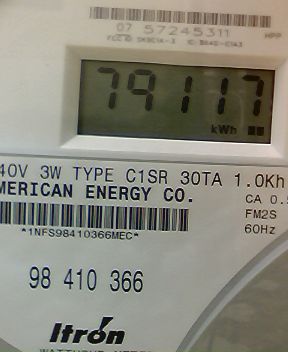 07 57245311
79117
kWh
40V 3W TYPE C1SR 30TA 1.0Kh
MERICAN ENERGY CO.
CA 0.5
FM2S
60Hz
*1NFS98410366MEC*
98 410 366
Itrón